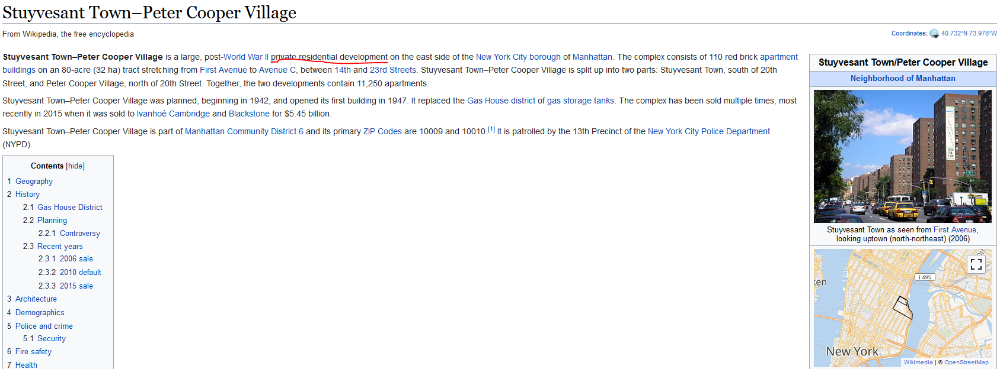 Stuyvesant Town–Peter Cooper Village
From Wikipedia, the free encyclopedia
Coordinates: 40.732°N 73.978°W
Stuyvesant Town–Peter Cooper Village is a large, post-World War II private residential development on the east side of the New York City borough of Manhattan. The complex consists of 110 red brick apartment
buildings on an 80-acre (32 ha) tract stretching from First Avenue to Avenue C, between 14th and 23rd Streets. Stuyvesant Town–Peter Cooper Village is split up into two parts: Stuyvesant Town, south of 20th
Street, and Peter Cooper Village, north of 20th Street. Together, the two developments contain 11,250 apartments.
Stuyvesant Town–Peter Cooper Village was planned, beginning in 1942, and opened its first building in 1947. It replaced the Gas House district of gas storage tanks. The complex has been sold multiple times, most
recently in 2015 when it was sold to Ivanhoé Cambridge and Blackstone for $5.45 billion.
Stuyvesant Town–Peter Cooper Village is part of Manhattan Community District 6 and its primary ZIP Codes are 10009 and 10010.[1] It is patrolled by the 13th Precinct of the New York City Police Department
(NYPD).
Contents [hide]
1 Geography
2 History
2.1 Gas House District
2.2 Planning
2.2.1 Controversy
2.3 Recent years
2.3.1 2006 sale
2.3.2 2010 default
2.3.3 2015 sale
3 Architecture
4 Demographics
5 Police and crime
5.1 Security
6 Fire safety
7 Health
Stuyvesant Town/Peter Cooper Village
Neighborhood of Manhattan
Stuyvesant Town as seen from First Avenue,
looking uptown (north-northeast) (2006)
I 495
ken
New York
Wikimedia | © OpenStreetMap